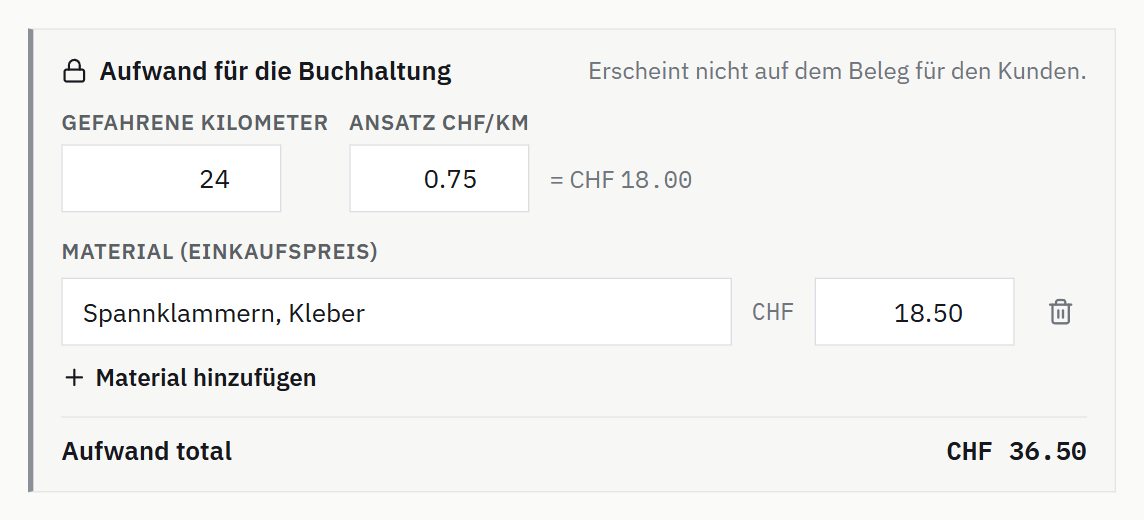 Aufwand für die Buchhaltung Erscheint nicht auf dem Beleg für den Kunden.
GEFAHRENE KILOMETER ANSATZ CHF/KM
24 0.75 = CHF 18.00
MATERIAL (EINKAUFSPREIS)
Spannklammern, Kleber CHF 18.50
+ Material hinzufügen
Aufwand total CHF 36.50